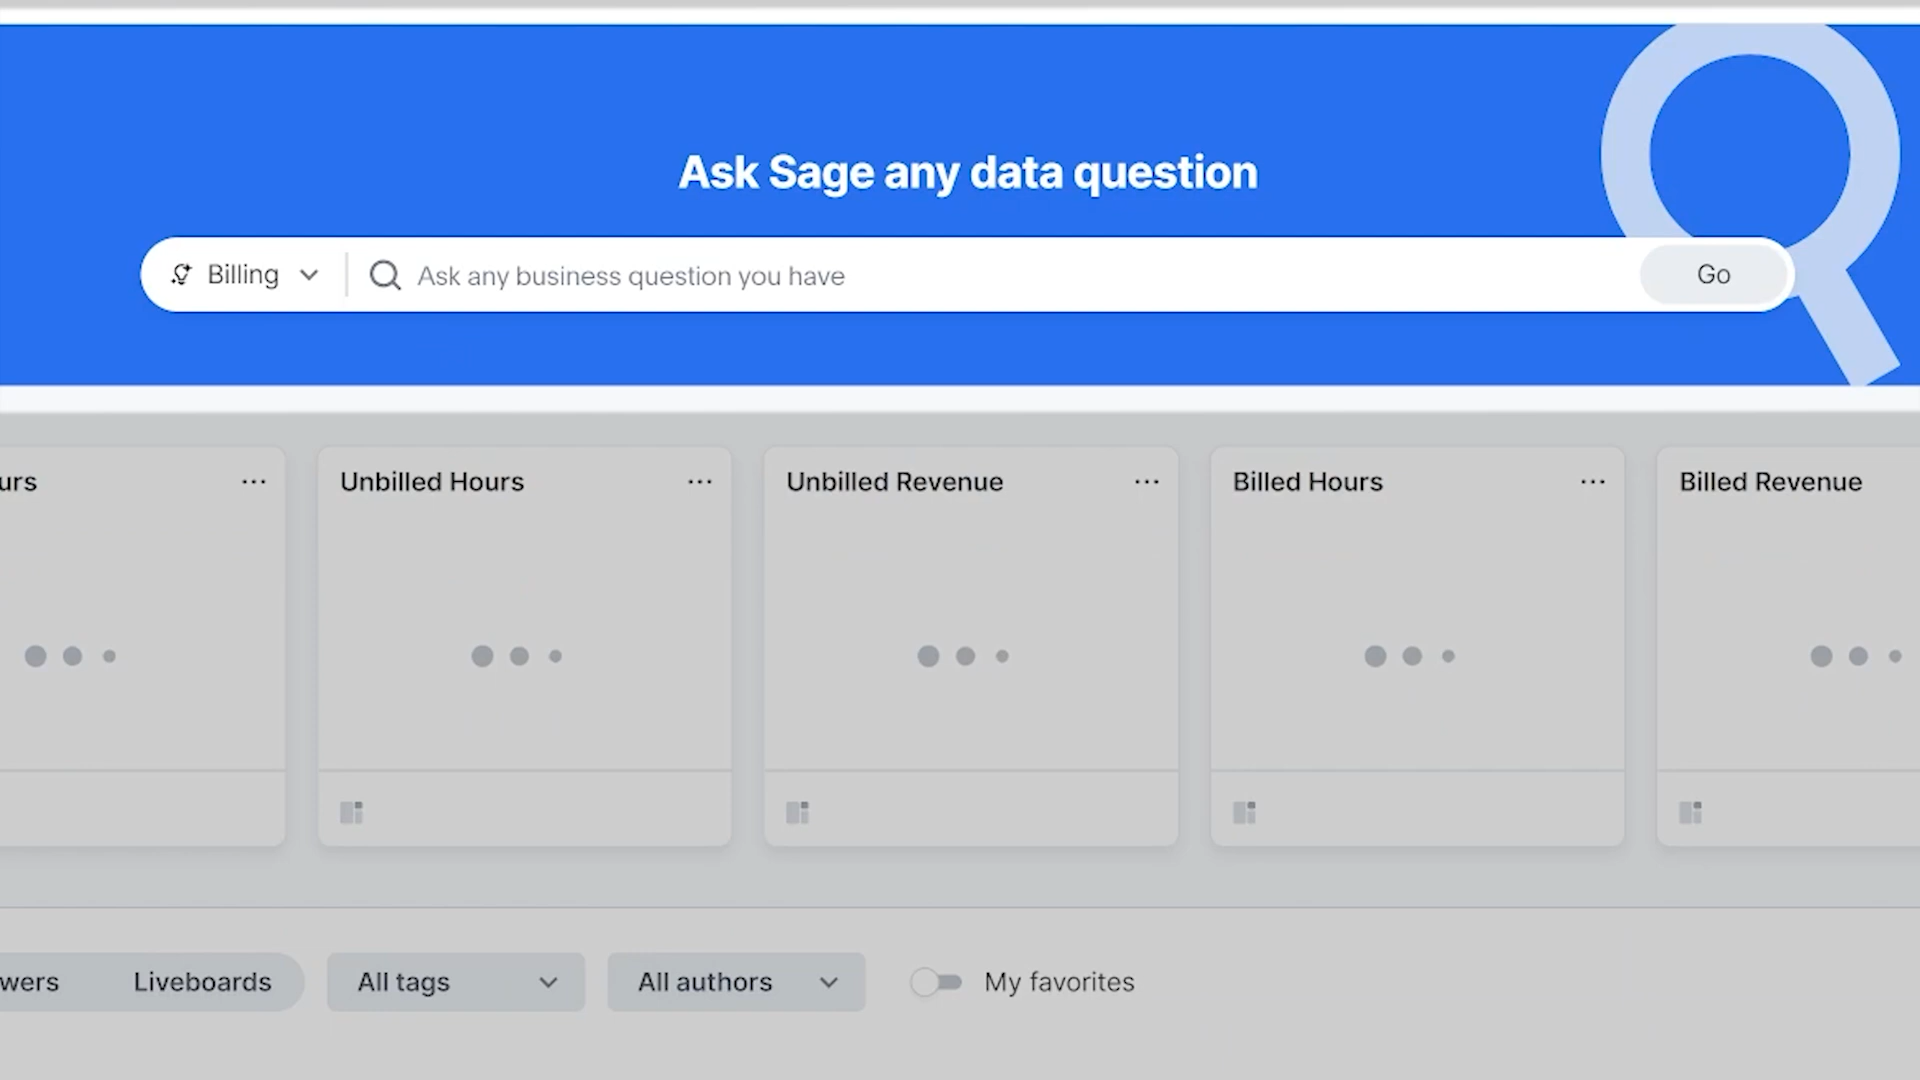 Ask Sage any data question
Billing
Ask any business question you have
Go
urs
Unbilled Hours
Unbilled Revenue
Billed Hours
Billed Revenue
wers
Liveboards
All tags
All authors
My favorites